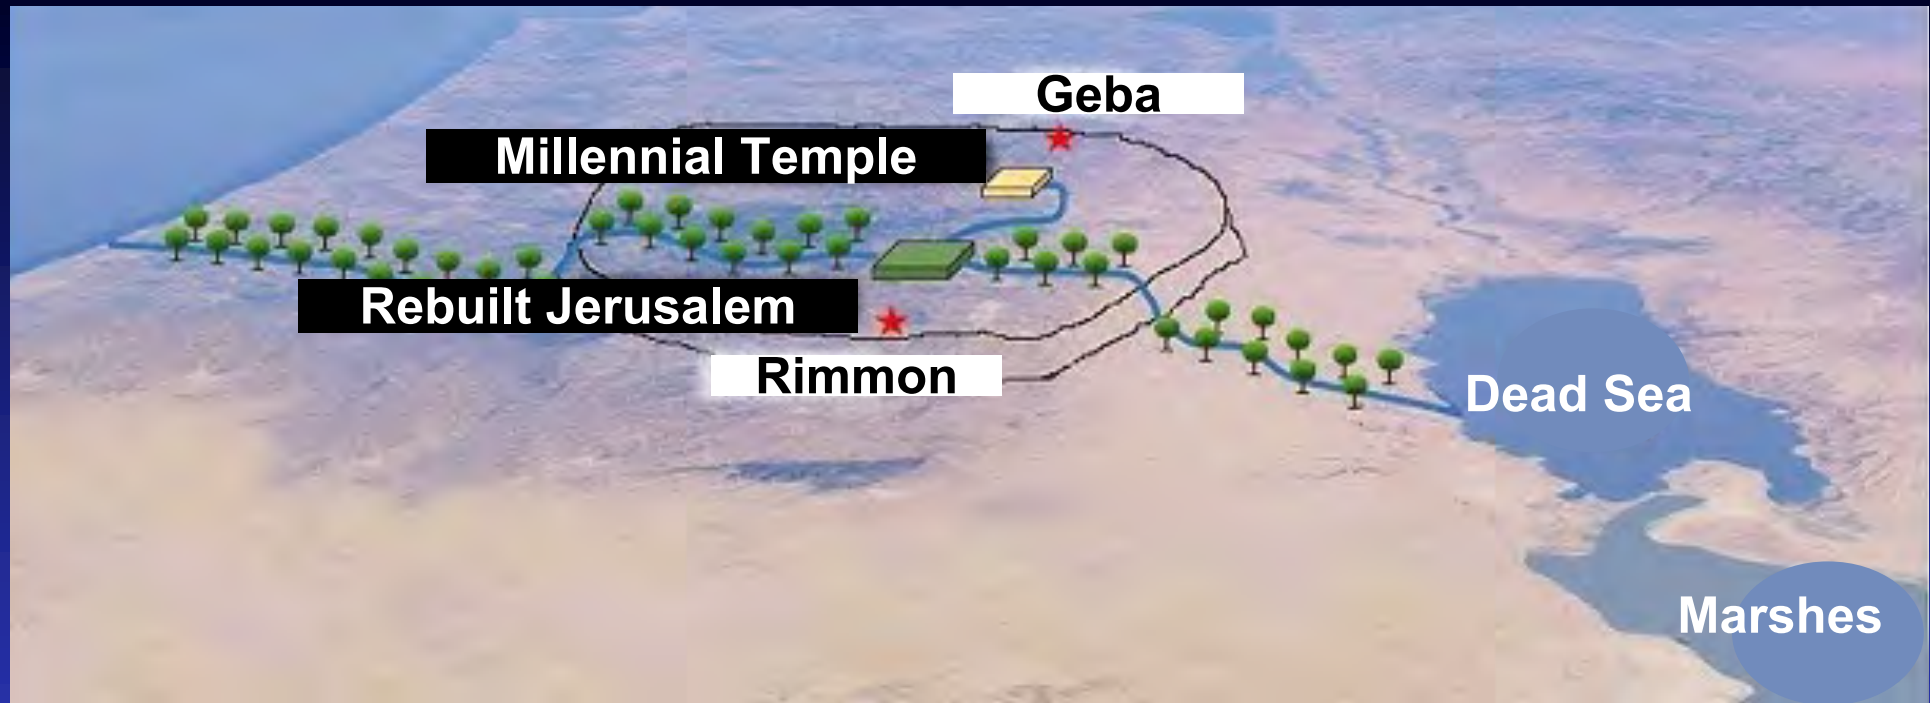 Geba
Millennial Temple
Rebuilt Jerusalem
Rimmon
Dead Sea
Marshes